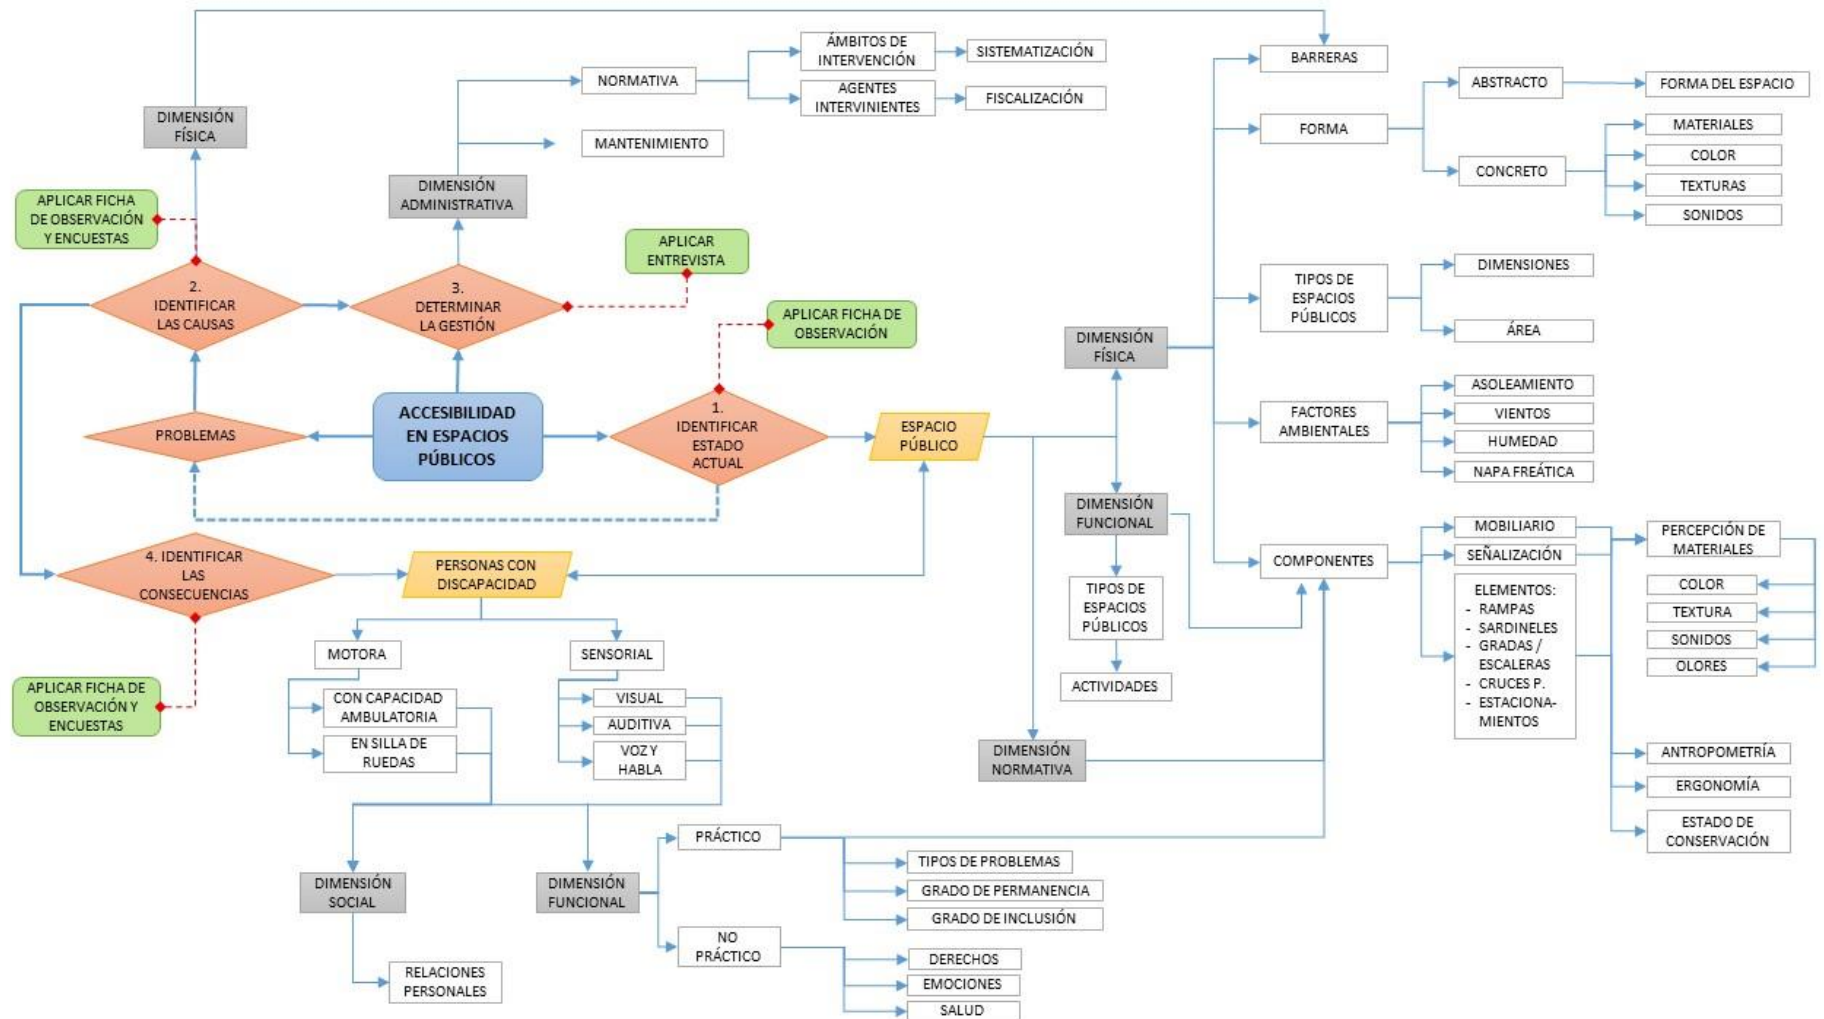 DIMENSIÓN
FÍSICA
NORMATIVA
ÁMBITOS DE
INTERVENCIÓN
SISTEMATIZACIÓN
AGENTES
INTERVINIENTES
FISCALIZACIÓN
MANTENIMIENTO
DIMENSIÓN
ADMINISTRATIVA
APLICAR FICHA
DE OBSERVACIÓN
Y ENCUESTAS
APLICAR
ENTREVISTA
2.
IDENTIFICAR
LAS CAUSAS
3.
DETERMINAR
LA GESTIÓN
APLICAR FICHA DE
OBSERVACIÓN
PROBLEMAS
ACCESIBILIDAD
EN ESPACIOS
PÚBLICOS
1.
IDENTIFICAR
ESTADO
ACTUAL
ESPACIO
PÚBLICO
4. IDENTIFICAR
LAS
CONSECUENCIAS
PERSONAS CON
DISCAPACIDAD
APLICAR FICHA DE
OBSERVACIÓN Y
ENCUESTAS
MOTORA
CON CAPACIDAD
AMBULATORIA
EN SILLA DE
RUEDAS
SENSORIAL
VISUAL
AUDITIVA
VOZ Y
HABLA
DIMENSIÓN
SOCIAL
RELACIONES
PERSONALES
DIMENSIÓN
FUNCIONAL
PRÁCTICO
TIPOS DE PROBLEMAS
GRADO DE PERMANENCIA
GRADO DE INCLUSIÓN
NO
PRÁCTICO
DERECHOS
EMOCIONES
SALUD
DIMENSIÓN
FÍSICA
DIMENSIÓN
FUNCIONAL
TIPOS DE
ESPACIOS
PÚBLICOS
ACTIVIDADES
DIMENSIÓN
NORMATIVA
BARRERAS
FORMA
ABSTRACTO
FORMA DEL ESPACIO
CONCRETO
MATERIALES
COLOR
TEXTURAS
SONIDOS
TIPOS DE
ESPACIOS
PÚBLICOS
DIMENSIONES
ÁREA
FACTORES
AMBIENTALES
ASOLEAMIENTO
VIENTOS
HUMEDAD
NAPA FREÁTICA
COMPONENTES
MOBILIARIO
SEÑALIZACIÓN
ELEMENTOS:
- RAMPAS
- SARDINELES
- GRADAS /
ESCALERAS
- CRUCES P.
- ESTACIONA-
MIENTOS
PERCEPCIÓN DE
MATERIALES
COLOR
TEXTURA
SONIDOS
OLORES
ANTROPOMETRÍA
ERGONOMÍA
ESTADO DE
CONSERVACIÓN